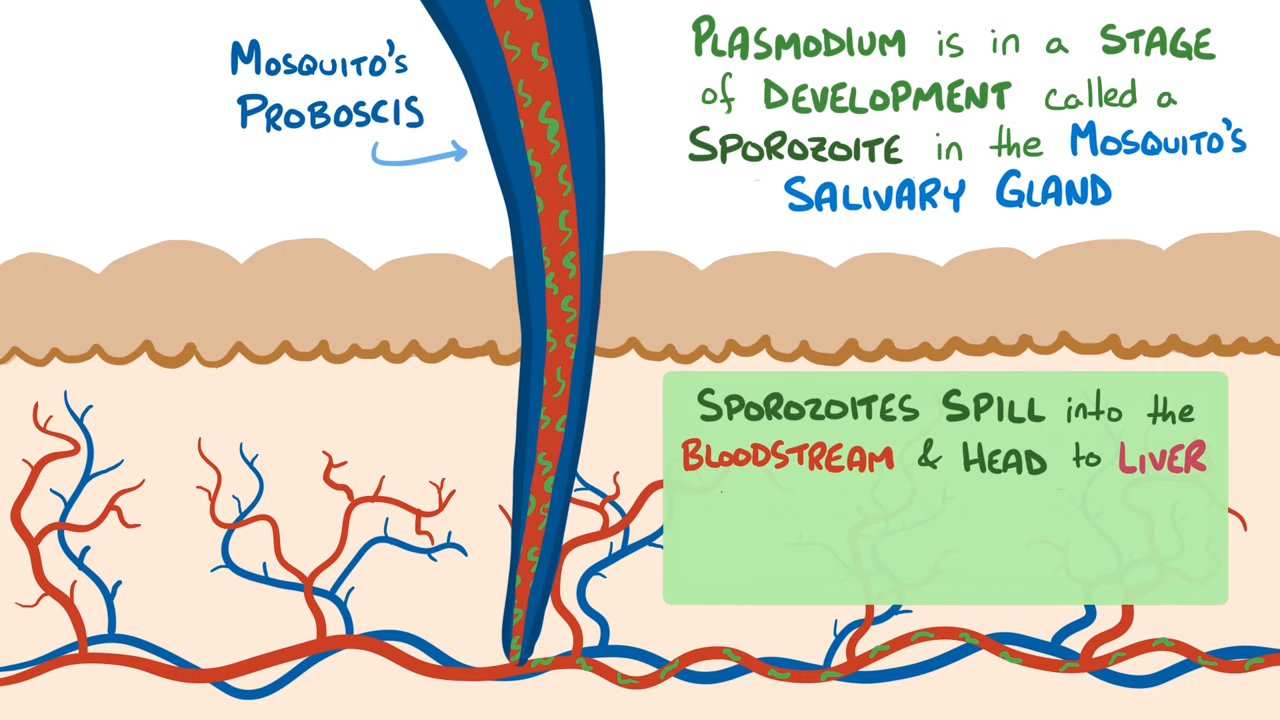 MOSQUITO'S
PROBOSCIS
PLASMODIUM is in a STAGE
of DEVELOPMENT called a
SPOROZOITE in the MOSQUITO'S
SALIVARY GLAND
SPOROZOITES SPILL into the
BLOODSTREAM & HEAD to LIVER